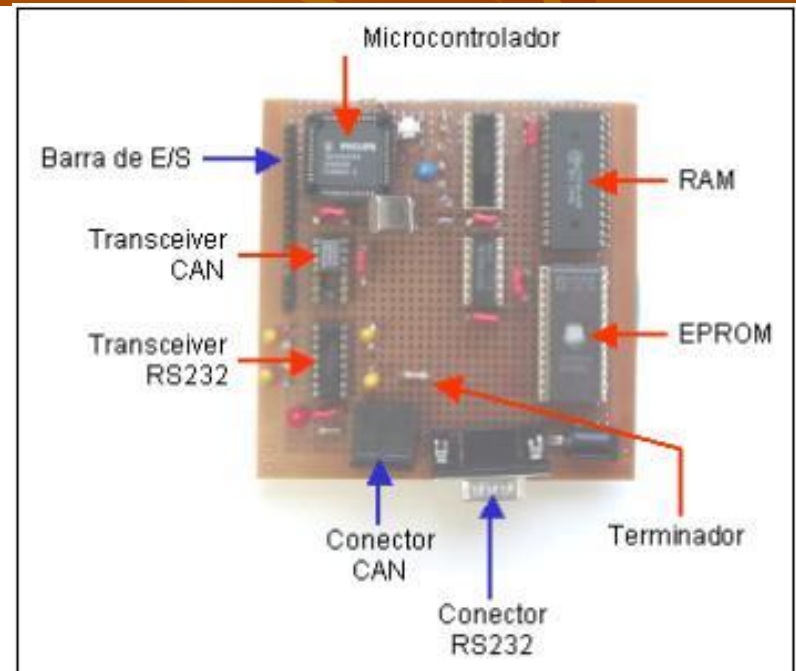 Microcontrolador
Barra de E/S
RAM
Transceiver
CAN
EPROM
Transceiver
RS232
Terminador
Conector
CAN
Conector
RS232
PHILIPS